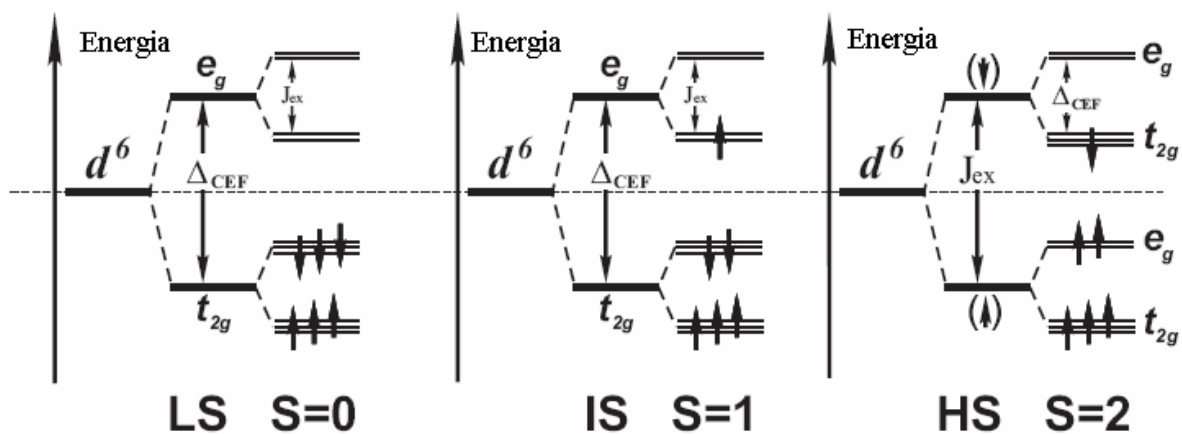 Energia
e_g
J_ex
d^6
Δ_CEF
t_2g
LS S=0
Energia
e_g
J_ex
d^6
Δ_CEF
t_2g
IS S=1
Energia
( )
e_g
Δ_CEF
t_2g
d^6
J_ex
e_g
( )
t_2g
HS S=2